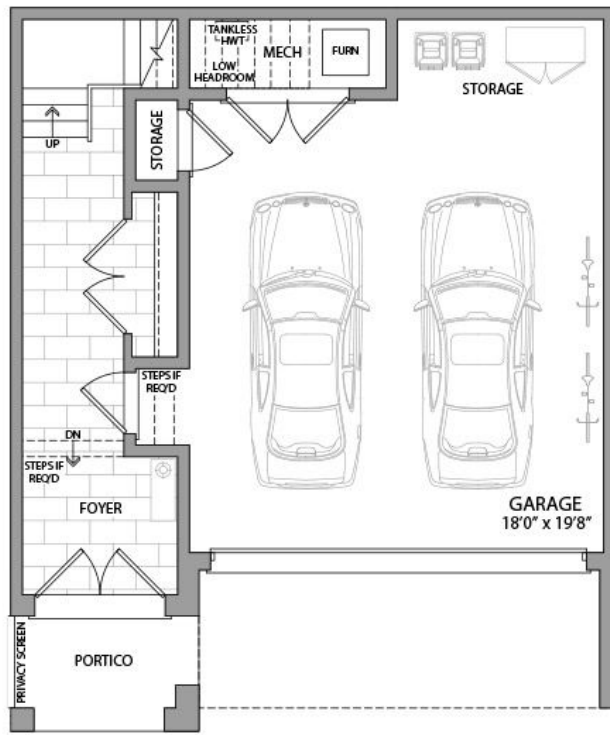 TANKLESS
HWT
MECH
FURN
LOW
HEADROOM
STORAGE
UP
STORAGE
STEPS IF
REQ'D
DN
STEPS IF
REQ'D
FOYER
GARAGE
18'0" x 19'8"
PRIVACY SCREEN
PORTICO